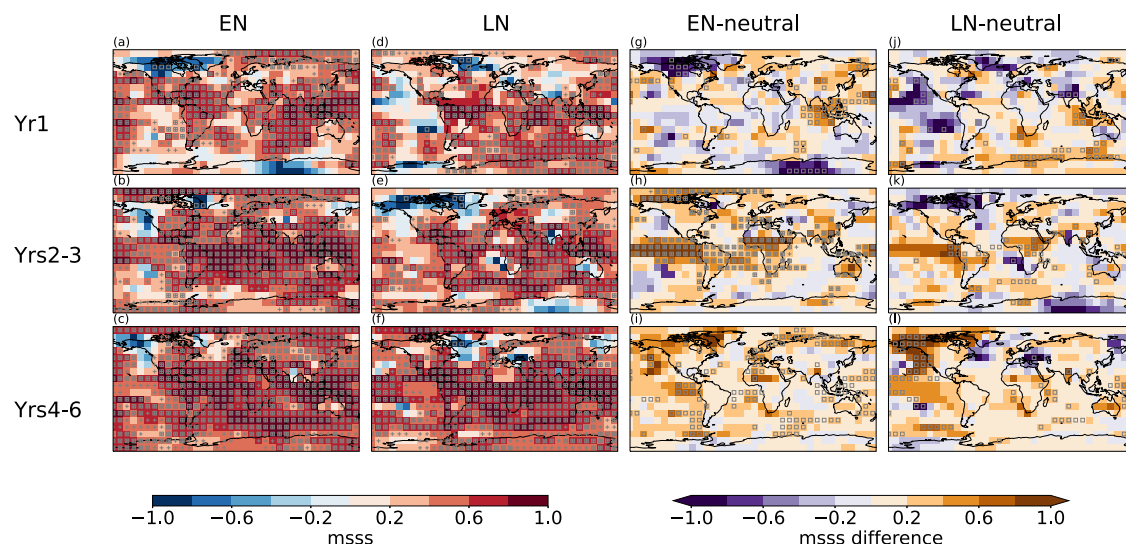 EN LN EN-neutral LN-neutral
(a) (d) (g) (j)
Yr1
(b) (e) (h) (k)
Yrs2-3
(c) (f) (i) (l)
Yrs4-6
−1.0 −0.6 −0.2 0.2 0.6 1.0 −1.0 −0.6 −0.2 0.2 0.6 1.0
msss msss difference